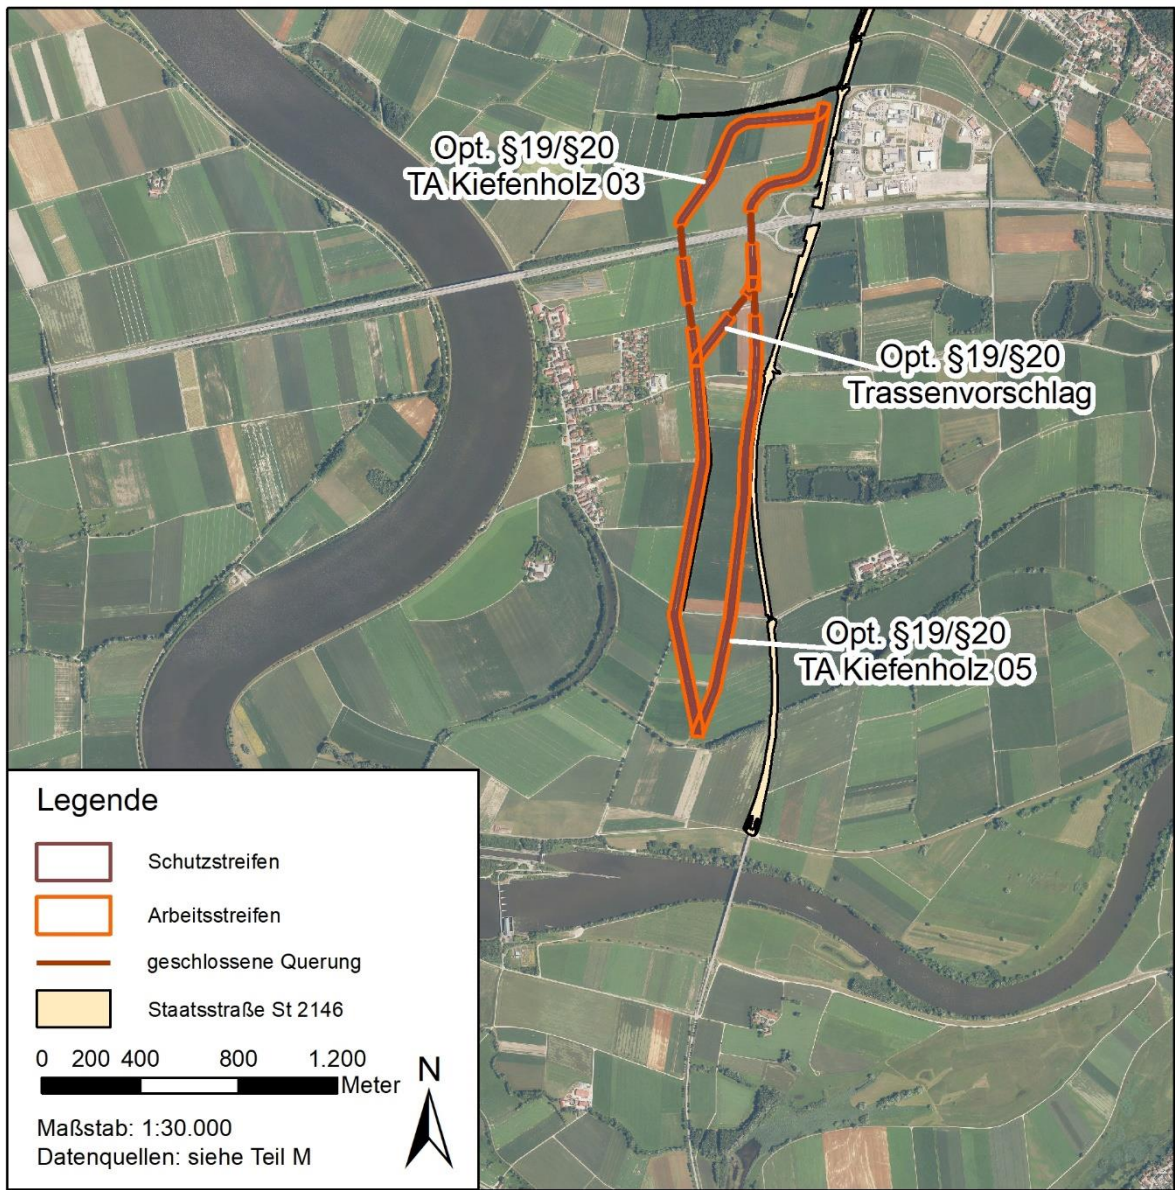 Opt. §19/§20
TA Kiefenholz 03
Opt. §19/§20
Trassenvorschlag
Opt. §19/§20
TA Kiefenholz 05
Legende
Schutzstreifen
Arbeitsstreifen
geschlossene Querung
Staatsstraße St 2146
0 200 400 800 1.200
Meter
N
Maßstab: 1:30.000
Datenquellen: siehe Teil M